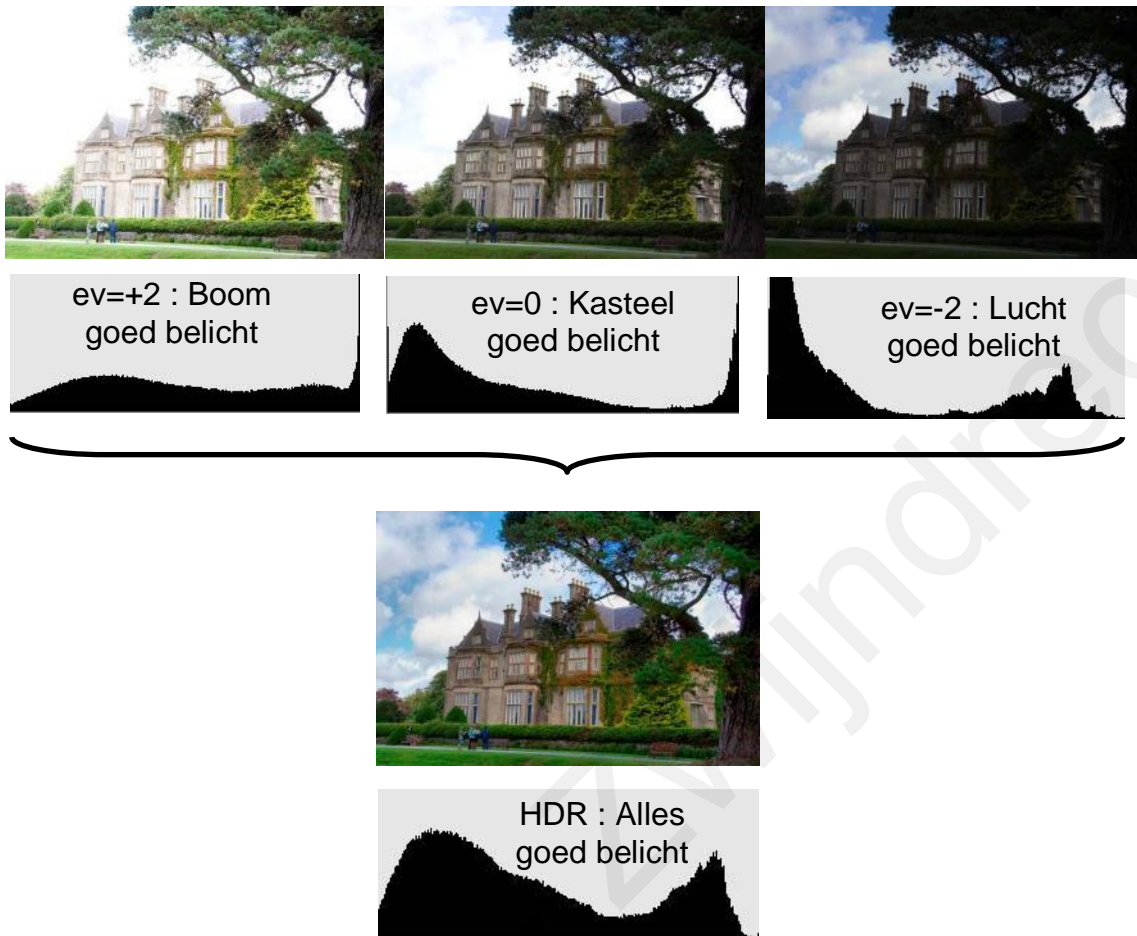 ev=+2 : Boom
goed belicht
ev=0 : Kasteel
goed belicht
ev=-2 : Lucht
goed belicht
HDR : Alles
goed belicht